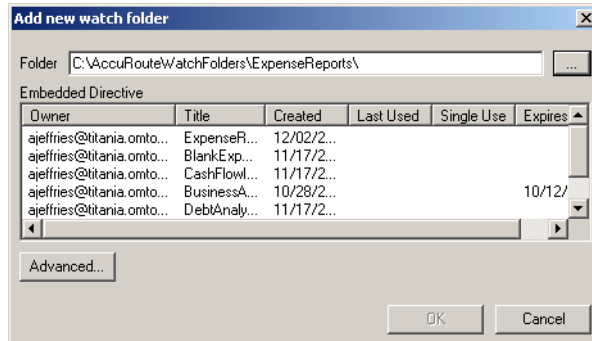 Add new watch folder
Folder C:\AccuRouteWatchFolders\ExpenseReports\ ...
Embedded Directive
Owner Title Created Last Used Single Use Expires
ajeffries@titania.omto... ExpenseR... 12/02/2...
ajeffries@titania.omto... BlankExp... 11/17/2...
ajeffries@titania.omto... CashFlowI... 11/17/2...
ajeffries@titania.omto... BusinessA... 10/28/2... 10/12/
ajeffries@titania.omto... DebtAnaly... 11/17/2...
Advanced...
OK Cancel